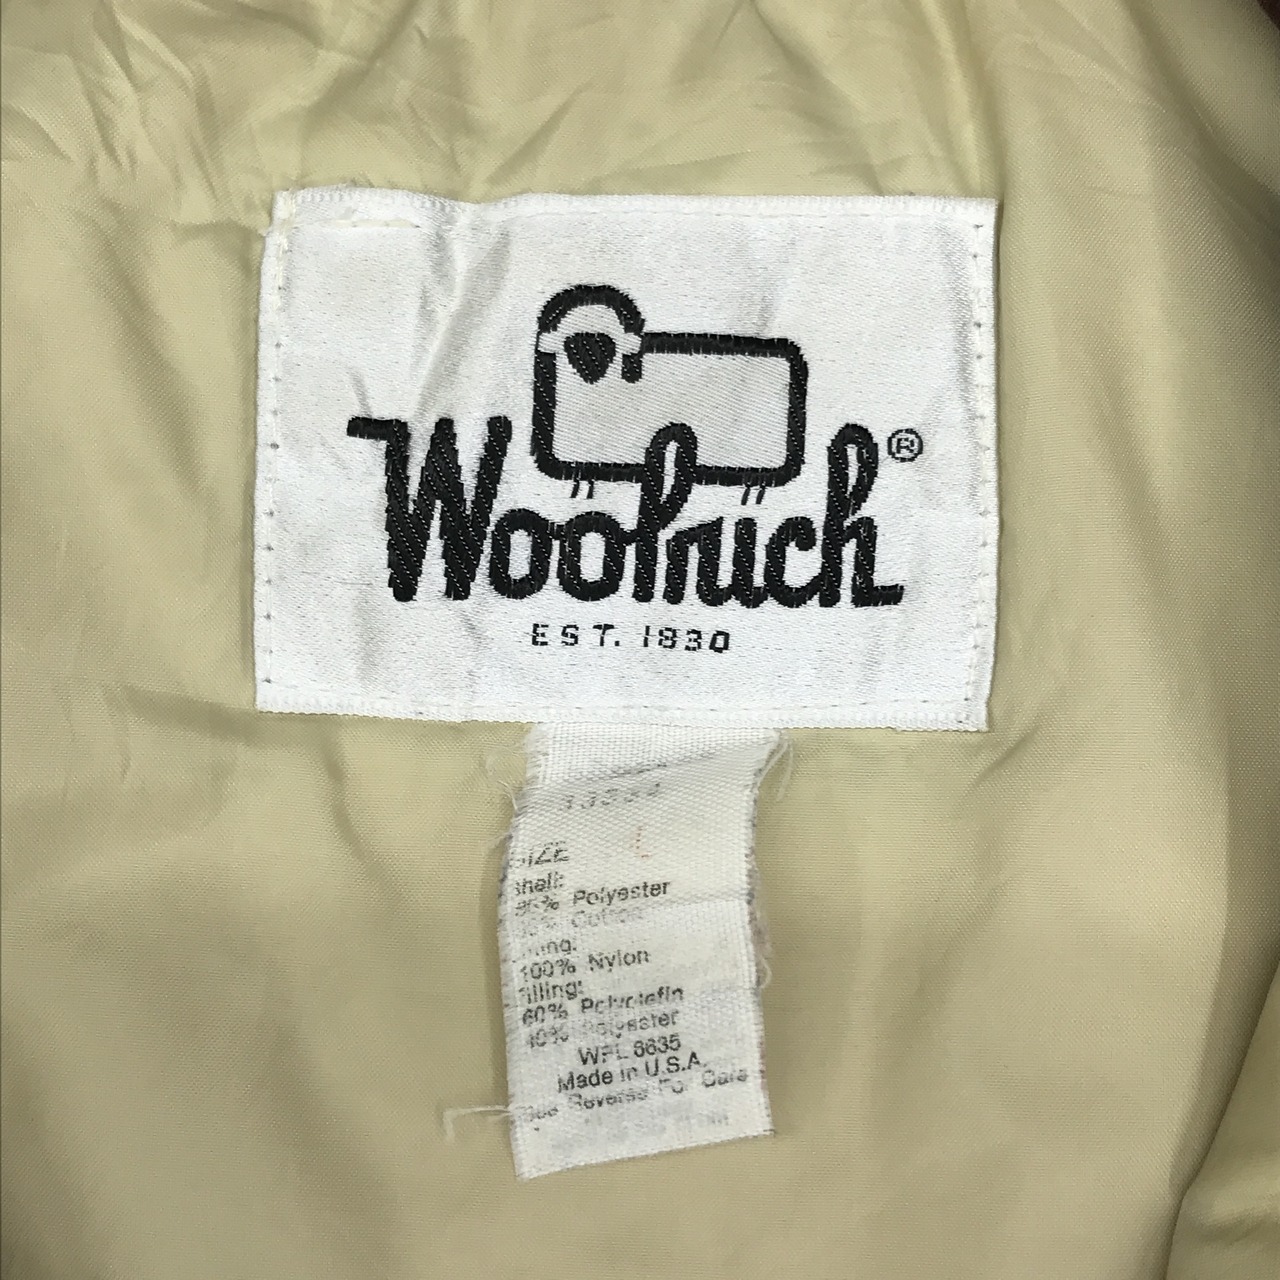 Woolrich®
EST. 1830
SIZE L
Shell:
% Polyester
% Cotton
100% Nylon
Filling:
60% Polyolefin
40% Polyester
WPL 6635
Made in U.S.A.
See Reverse For Care